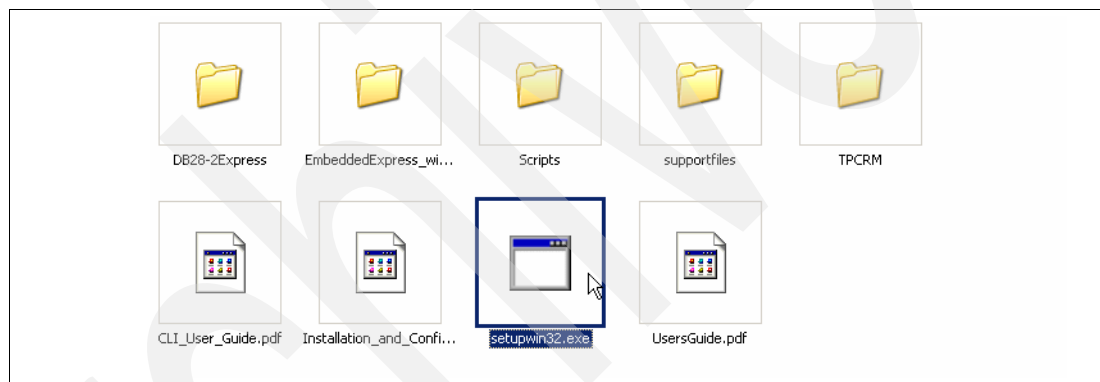 DB28-2Express
EmbeddedExpress_wi...
Scripts
supportfiles
TPCRM
CLI_User_Guide.pdf
Installation_and_Confi...
setupwin32.exe
UsersGuide.pdf